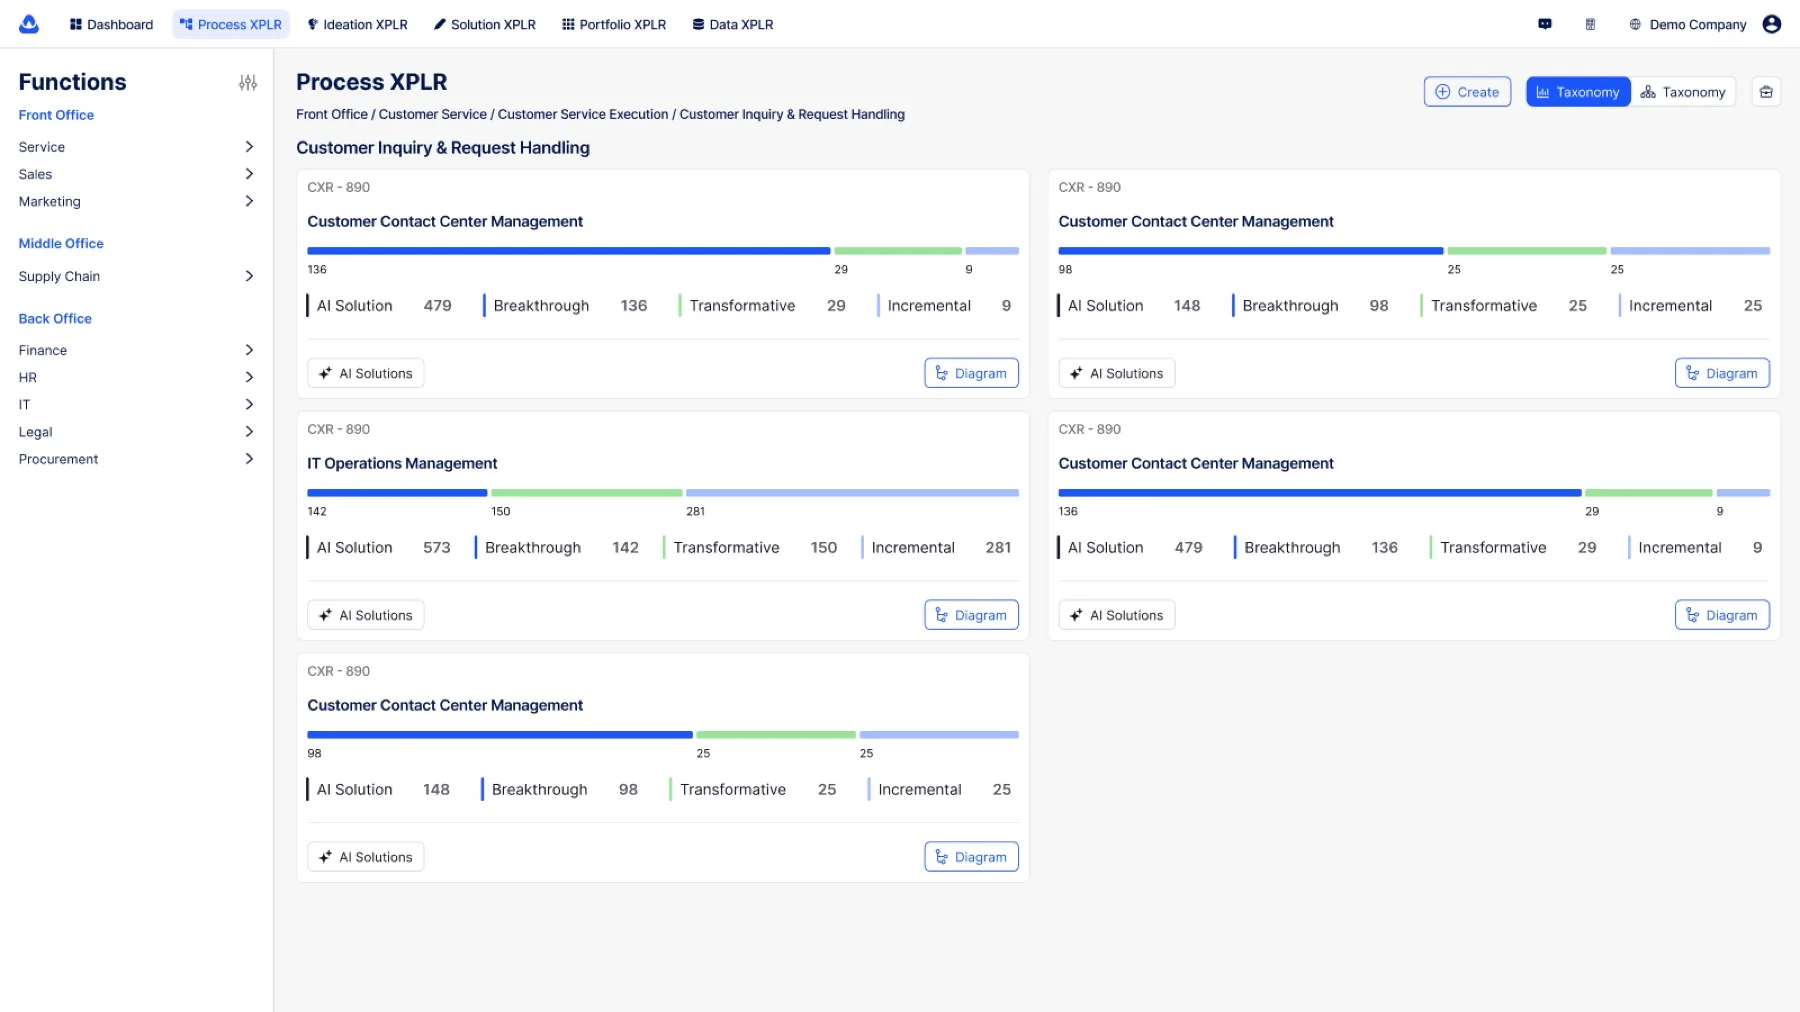 Dashboard Process XPLR Ideation XPLR Solution XPLR Portfolio XPLR Data XPLR Demo Company
Functions
Front Office
Service
Sales
Marketing
Middle Office
Supply Chain
Back Office
Finance
HR
IT
Legal
Procurement
Process XPLR
Create Taxonomy Taxonomy
Front Office / Customer Service / Customer Service Execution / Customer Inquiry & Request Handling
Customer Inquiry & Request Handling
CXR - 890
Customer Contact Center Management
136 29 9
AI Solution 479 Breakthrough 136 Transformative 29 Incremental 9
AI Solutions Diagram
CXR - 890
Customer Contact Center Management
98 25 25
AI Solution 148 Breakthrough 98 Transformative 25 Incremental 25
AI Solutions Diagram
CXR - 890
IT Operations Management
142 150 281
AI Solution 573 Breakthrough 142 Transformative 150 Incremental 281
AI Solutions Diagram
CXR - 890
Customer Contact Center Management
136 29 9
AI Solution 479 Breakthrough 136 Transformative 29 Incremental 9
AI Solutions Diagram
CXR - 890
Customer Contact Center Management
98 25 25
AI Solution 148 Breakthrough 98 Transformative 25 Incremental 25
AI Solutions Diagram